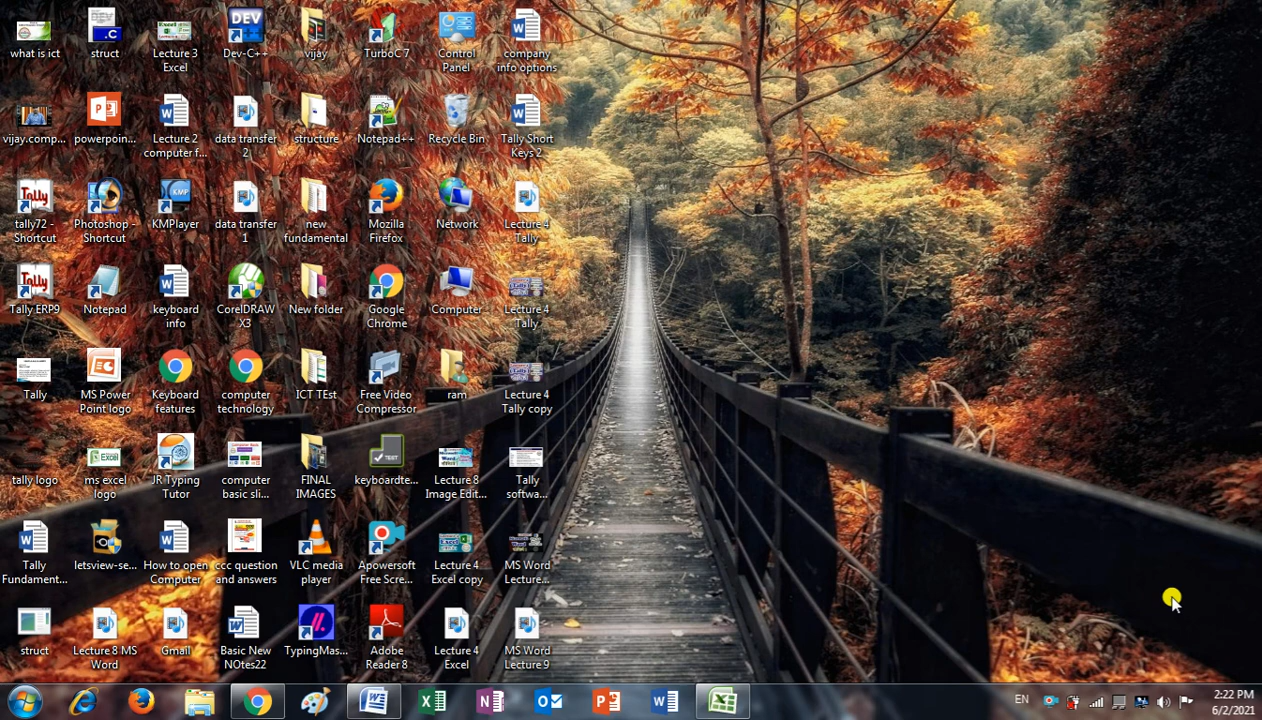 what is ict
struct
Lecture 3
Excel
Dev-C++
vijay
TurboC 7
Control
Panel
company
info options
vijay.comp...
powerpoin...
Lecture 2
computer f...
data transfer
2
structure
Notepad++
Recycle Bin
Tally Short
Keys 2
tally72 -
Shortcut
Photoshop -
Shortcut
KMPlayer
data transfer
1
new
fundamental
Mozilla
Firefox
Network
Lecture 4
Tally
Tally ERP9
Notepad
keyboard
info
CorelDRAW
X3
New folder
Google
Chrome
Computer
Lecture 4
Tally
Tally
MS Power
Point logo
Keyboard
features
computer
technology
ICT TEst
Free Video
Compressor
ram
Lecture 4
Tally copy
tally logo
ms excel
logo
JR Typing
Tutor
computer
basic sli...
FINAL
IMAGES
keyboardte...
Lecture 8
Image Edit...
Tally
softwa...
Tally
Fundament...
letsview-se...
How to open
Computer
ccc question
and answers
VLC media
player
Apowersoft
Free Scre...
Lecture 4
Excel copy
MS Word
Lecture...
struct
Lecture 8 MS
Word
Gmail
Basic New
NOtes22
TypingMas...
Adobe
Reader 8
Lecture 4
Excel
MS Word
Lecture 9
EN
2:22 PM
6/2/2021